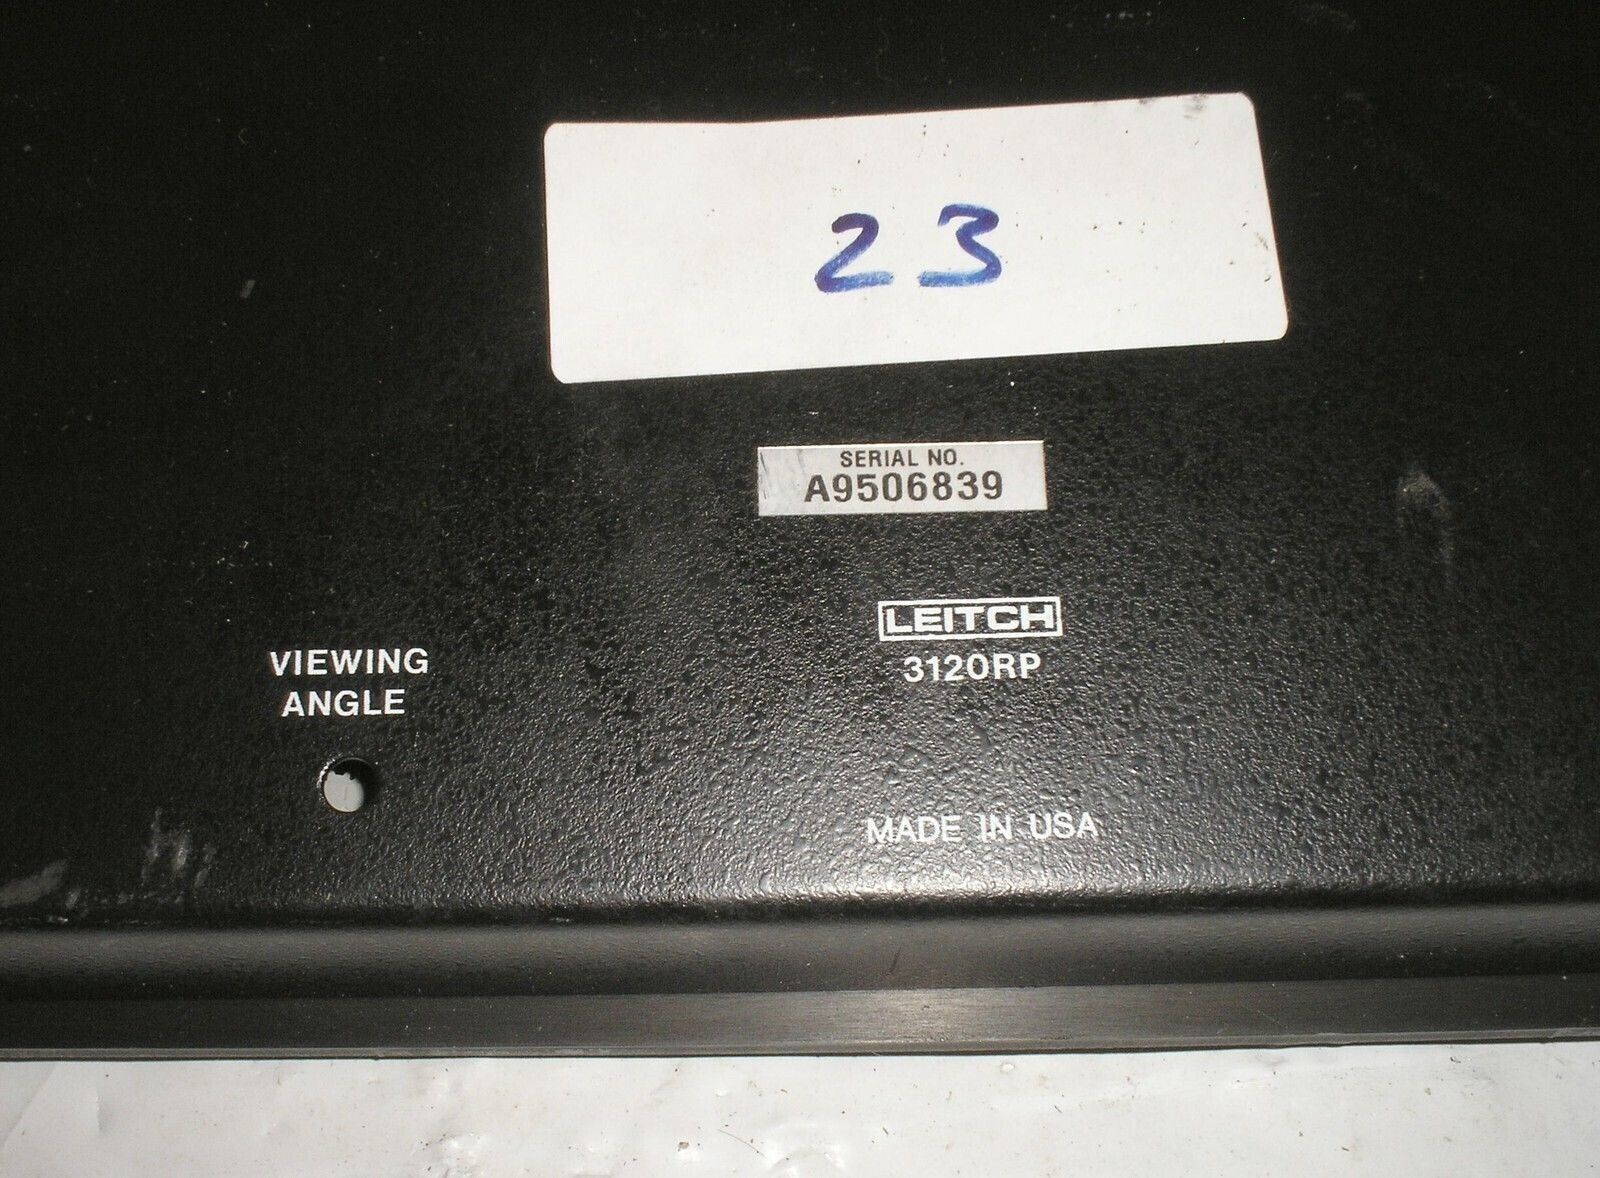 23
SERIAL NO.
A9506839
LEITCH
3120RP
VIEWING
ANGLE
MADE IN USA